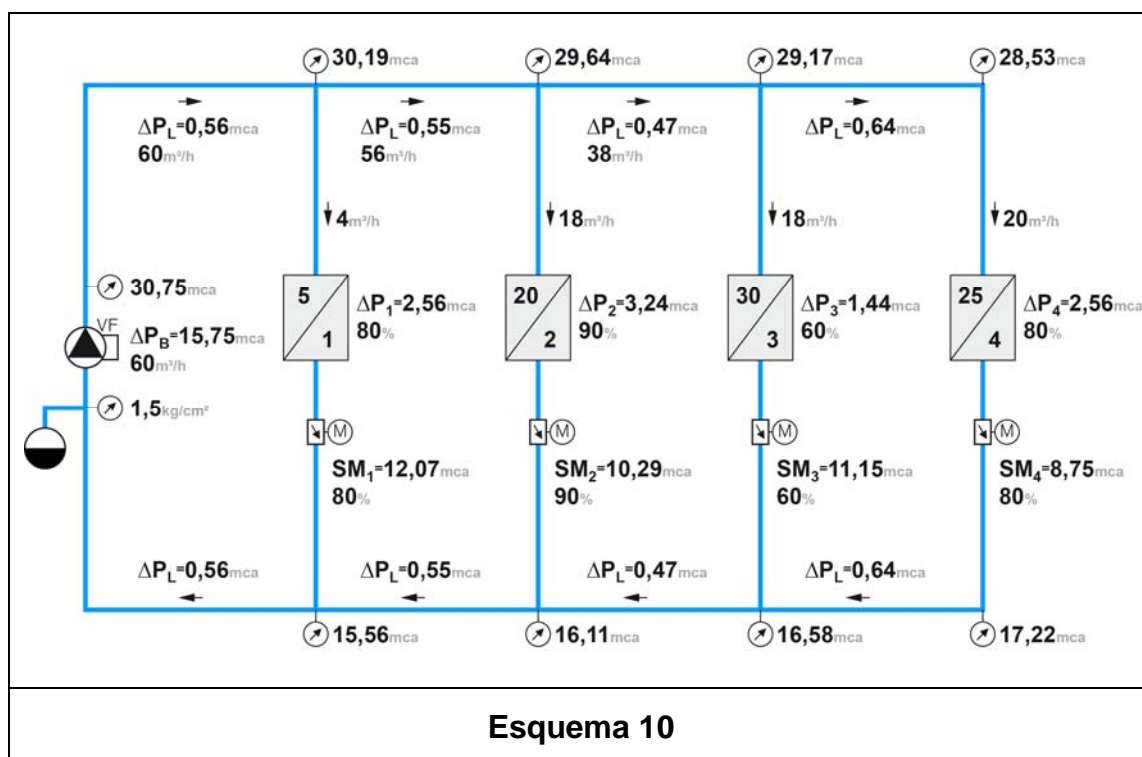 30,19mca
29,64mca
29,17mca
28,53mca
ΔPL=0,56mca
60m³/h
ΔPL=0,55mca
56m³/h
ΔPL=0,47mca
38m³/h
ΔPL=0,64mca
4m³/h
18m³/h
18m³/h
20m³/h
30,75mca
VF
ΔPB=15,75mca
60m³/h
1,5kg/cm²
5
1
ΔP1=2,56mca
80%
20
2
ΔP2=3,24mca
90%
30
3
ΔP3=1,44mca
60%
25
4
ΔP4=2,56mca
80%
M
SM1=12,07mca
80%
M
SM2=10,29mca
90%
M
SM3=11,15mca
60%
M
SM4=8,75mca
80%
ΔPL=0,56mca
ΔPL=0,55mca
ΔPL=0,47mca
ΔPL=0,64mca
15,56mca
16,11mca
16,58mca
17,22mca
Esquema 10